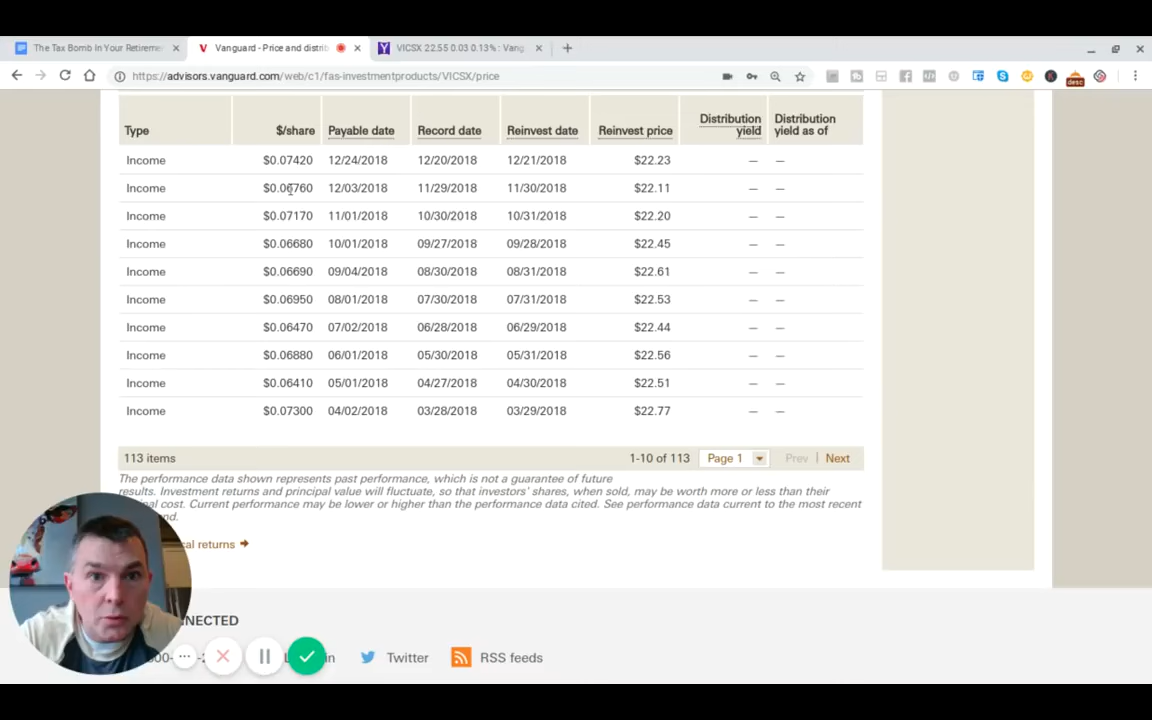 The Tax Bomb In Your Retireme
Vanguard - Price and distrib
VICSX 22.55 0.03 0.13% : Vang
https://advisors.vanguard.com/web/c1/fas-investmentproducts/VICSX/price
desc
Type $/share Payable date Record date Reinvest date Reinvest price Distribution yield Distribution yield as of
Income $0.07420 12/24/2018 12/20/2018 12/21/2018 $22.23 — —
Income $0.06760 12/03/2018 11/29/2018 11/30/2018 $22.11 — —
Income $0.07170 11/01/2018 10/30/2018 10/31/2018 $22.20 — —
Income $0.06680 10/01/2018 09/27/2018 09/28/2018 $22.45 — —
Income $0.06690 09/04/2018 08/30/2018 08/31/2018 $22.61 — —
Income $0.06950 08/01/2018 07/30/2018 07/31/2018 $22.53 — —
Income $0.06470 07/02/2018 06/28/2018 06/29/2018 $22.44 — —
Income $0.06880 06/01/2018 05/30/2018 05/31/2018 $22.56 — —
Income $0.06410 05/01/2018 04/27/2018 04/30/2018 $22.51 — —
Income $0.07300 04/02/2018 03/28/2018 03/29/2018 $22.77 — —
113 items 1-10 of 113 Page 1 Prev | Next
The performance data shown represents past performance, which is not a guarantee of future
results. Investment returns and principal value will fluctuate, so that investors' shares, when sold, may be worth more or less than their
nal cost. Current performance may be lower or higher than the performance data cited. See performance data current to the most recent
nd.
cal returns
NECTED
Twitter RSS feeds